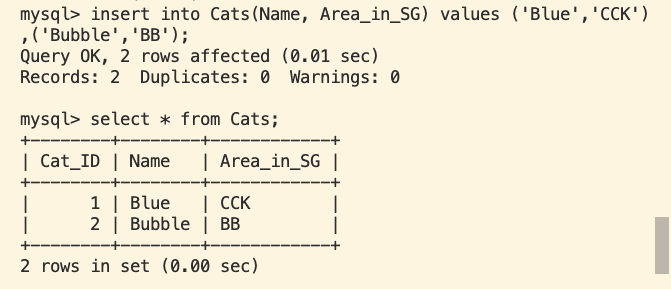 mysql> insert into Cats(Name, Area_in_SG) values ('Blue','CCK')
,('Bubble','BB');
Query OK, 2 rows affected (0.01 sec)
Records: 2  Duplicates: 0  Warnings: 0

mysql> select * from Cats;
+--------+--------+------------+
| Cat_ID | Name   | Area_in_SG |
+--------+--------+------------+
|      1 | Blue   | CCK        |
|      2 | Bubble | BB         |
+--------+--------+------------+
2 rows in set (0.00 sec)